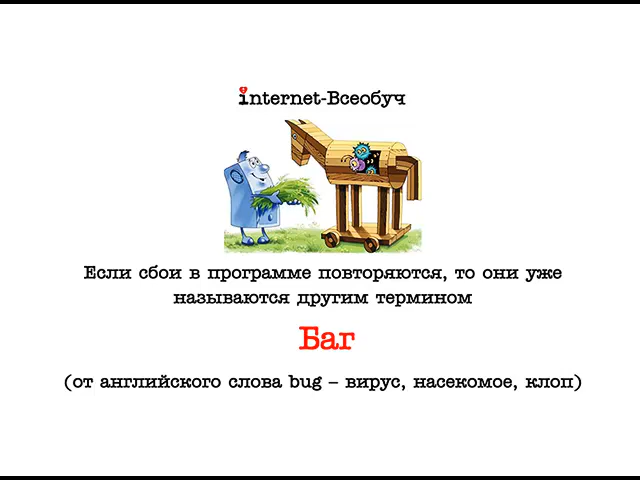 internet-Всеобуч
Если сбои в программе повторяются, то они уже
называются другим термином
Баг
(от английского слова bug – вирус, насекомое, клоп)